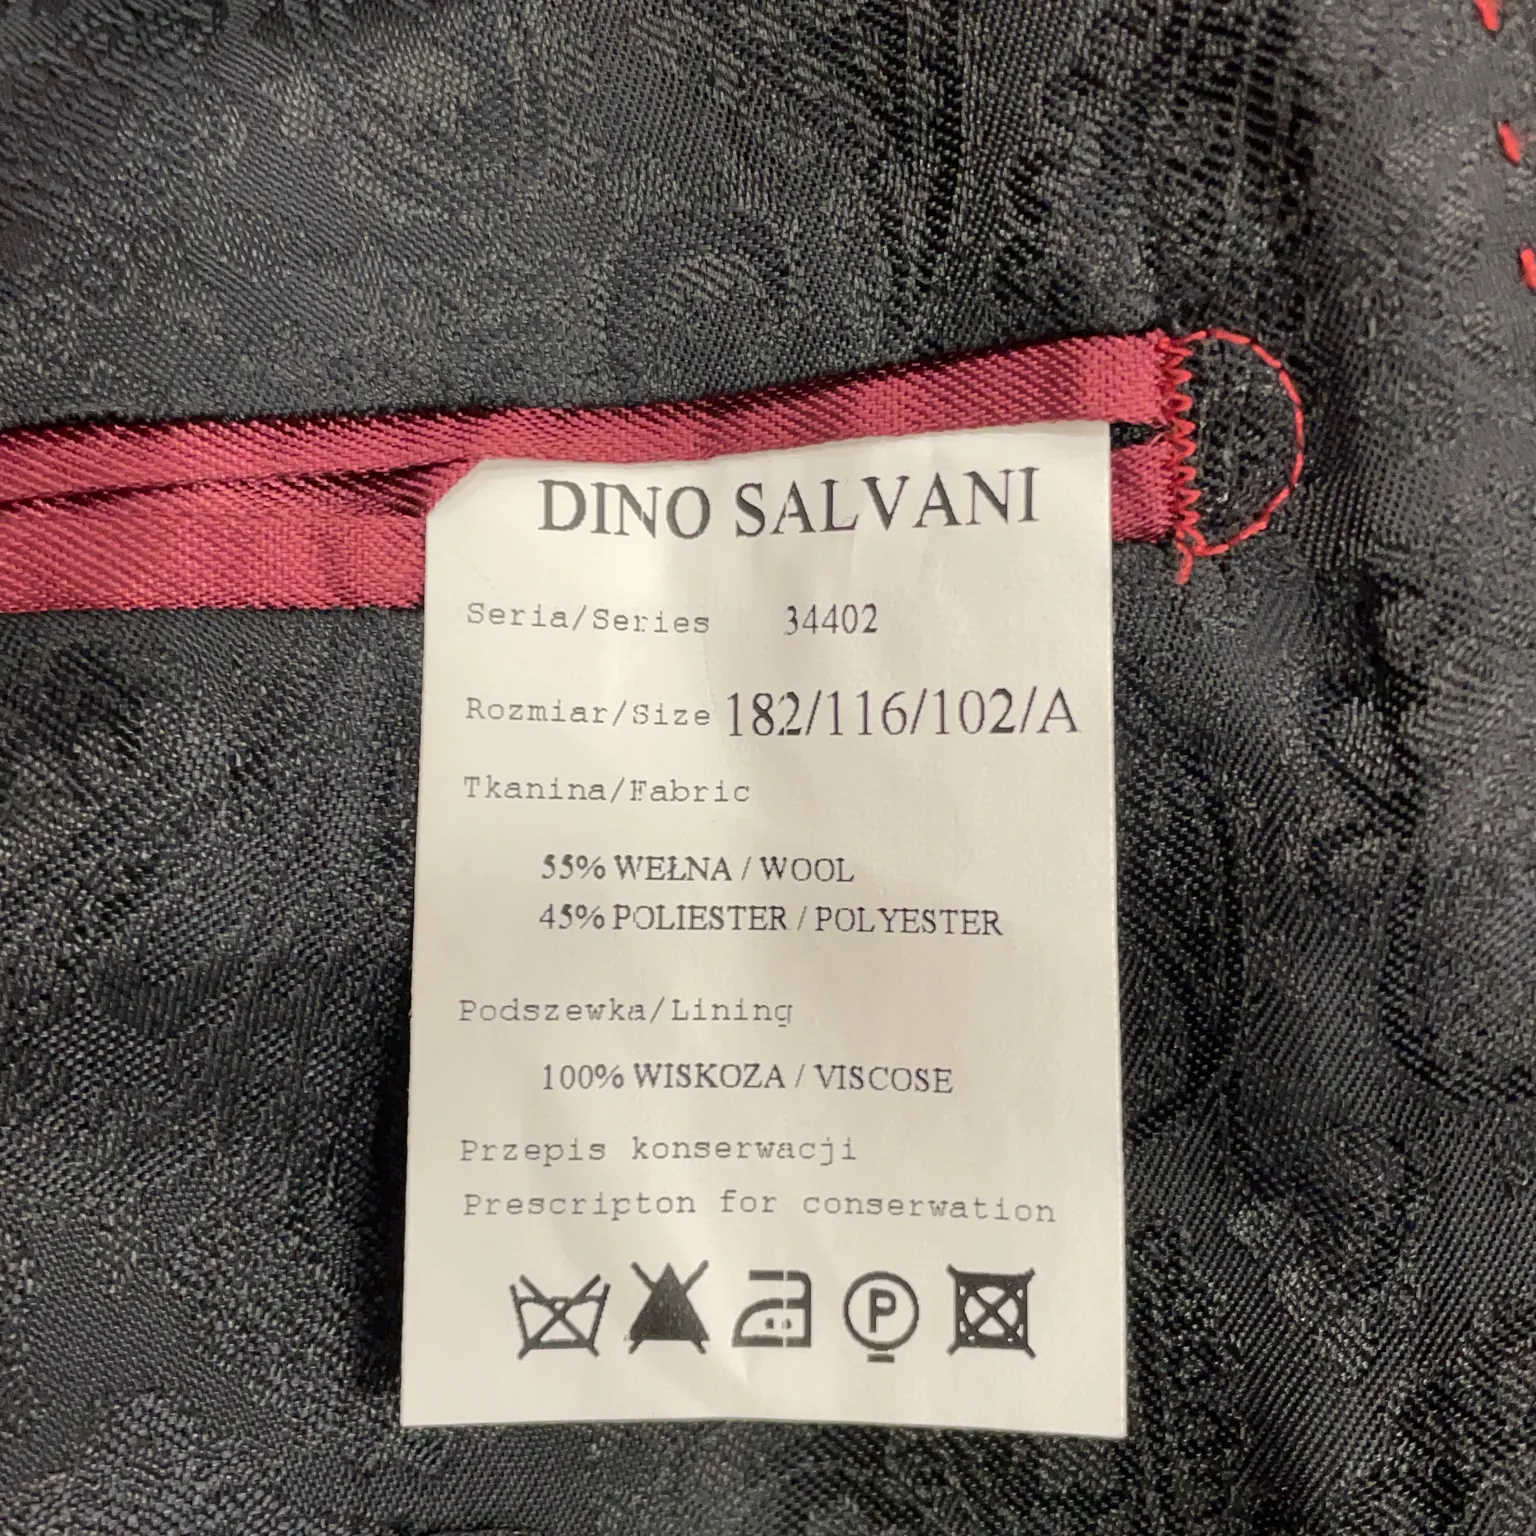 DINO SALVANI
Seria/Series 34402
Rozmiar/Size 182/116/102/A
Tkanina/Fabric
55% WEŁNA / WOOL
45% POLIESTER / POLYESTER
Podszewka/Lining
100% WISKOZA / VISCOSE
Przepis konserwacji
Prescripton for conserwation
P